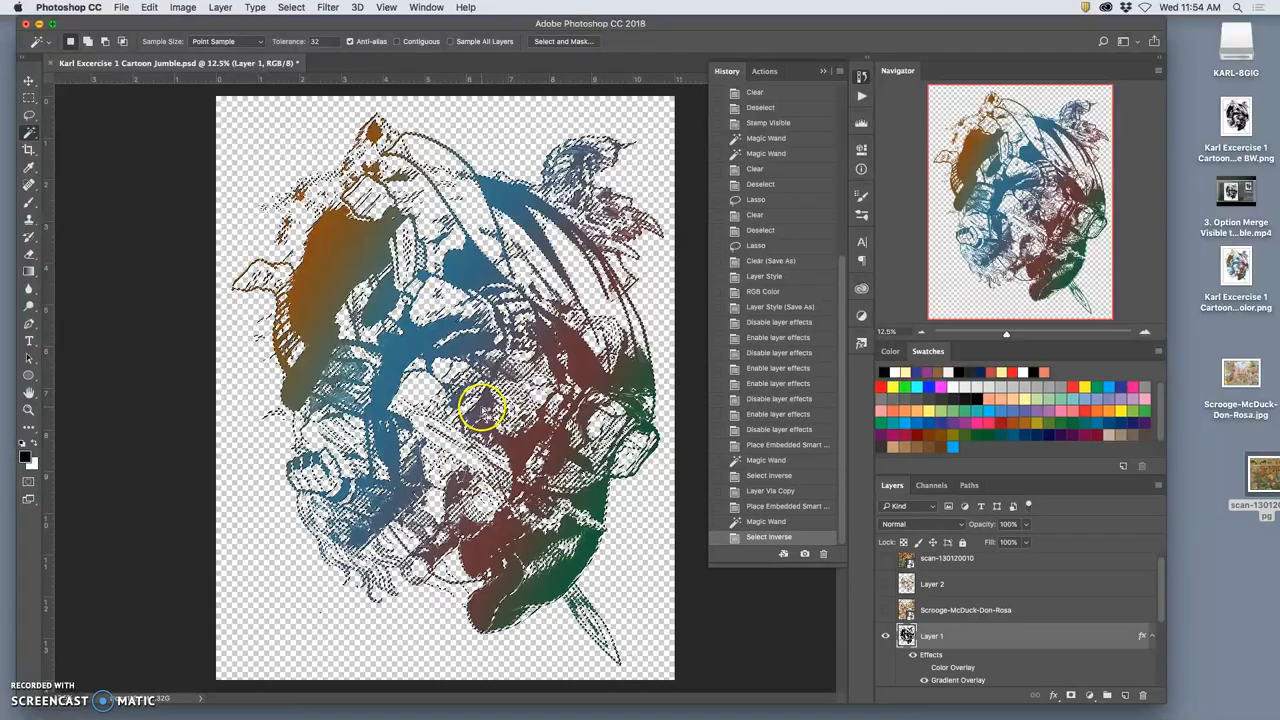 Photoshop CC File Edit Image Layer Type Select Filter 3D View Window Help Wed 11:54 AM
Adobe Photoshop CC 2018
Sample Size: Point Sample Tolerance: 32 Anti-alias Contiguous Sample All Layers Select and Mask...
Karl Excercise 1 Cartoon Jumble.psd @ 12.5% (Layer 1, RGB/8) *
History Actions
Clear
Deselect
Stamp Visible
Magic Wand
Magic Wand
Clear
Deselect
Lasso
Clear
Deselect
Lasso
Clear (Save As)
Layer Style
RGB Color
Layer Style (Save As)
Disable layer effects
Enable layer effects
Disable layer effects
Enable layer effects
Enable layer effects
Disable layer effects
Enable layer effects
Disable layer effects
Place Embedded Smart ...
Magic Wand
Select Inverse
Layer Via Copy
Place Embedded Smart ...
Magic Wand
Select Inverse
Navigator
12.5%
Color Swatches
Layers Channels Paths
Kind
Normal Opacity: 100%
Lock: Fill: 100%
scan-130120010
Layer 2
Scrooge-McDuck-Don-Rosa
Layer 1 fx
Effects
Color Overlay
Gradient Overlay
KARL-8GIG
Karl Excercise 1
Cartoon...e BW.png
3. Option Merge
Visible t...ble.mp4
Karl Excercise 1
Cartoon...olor.png
Scrooge-McDuck-
Don-Rosa.jpg
RECORDED WITH
SCREENCAST MATIC